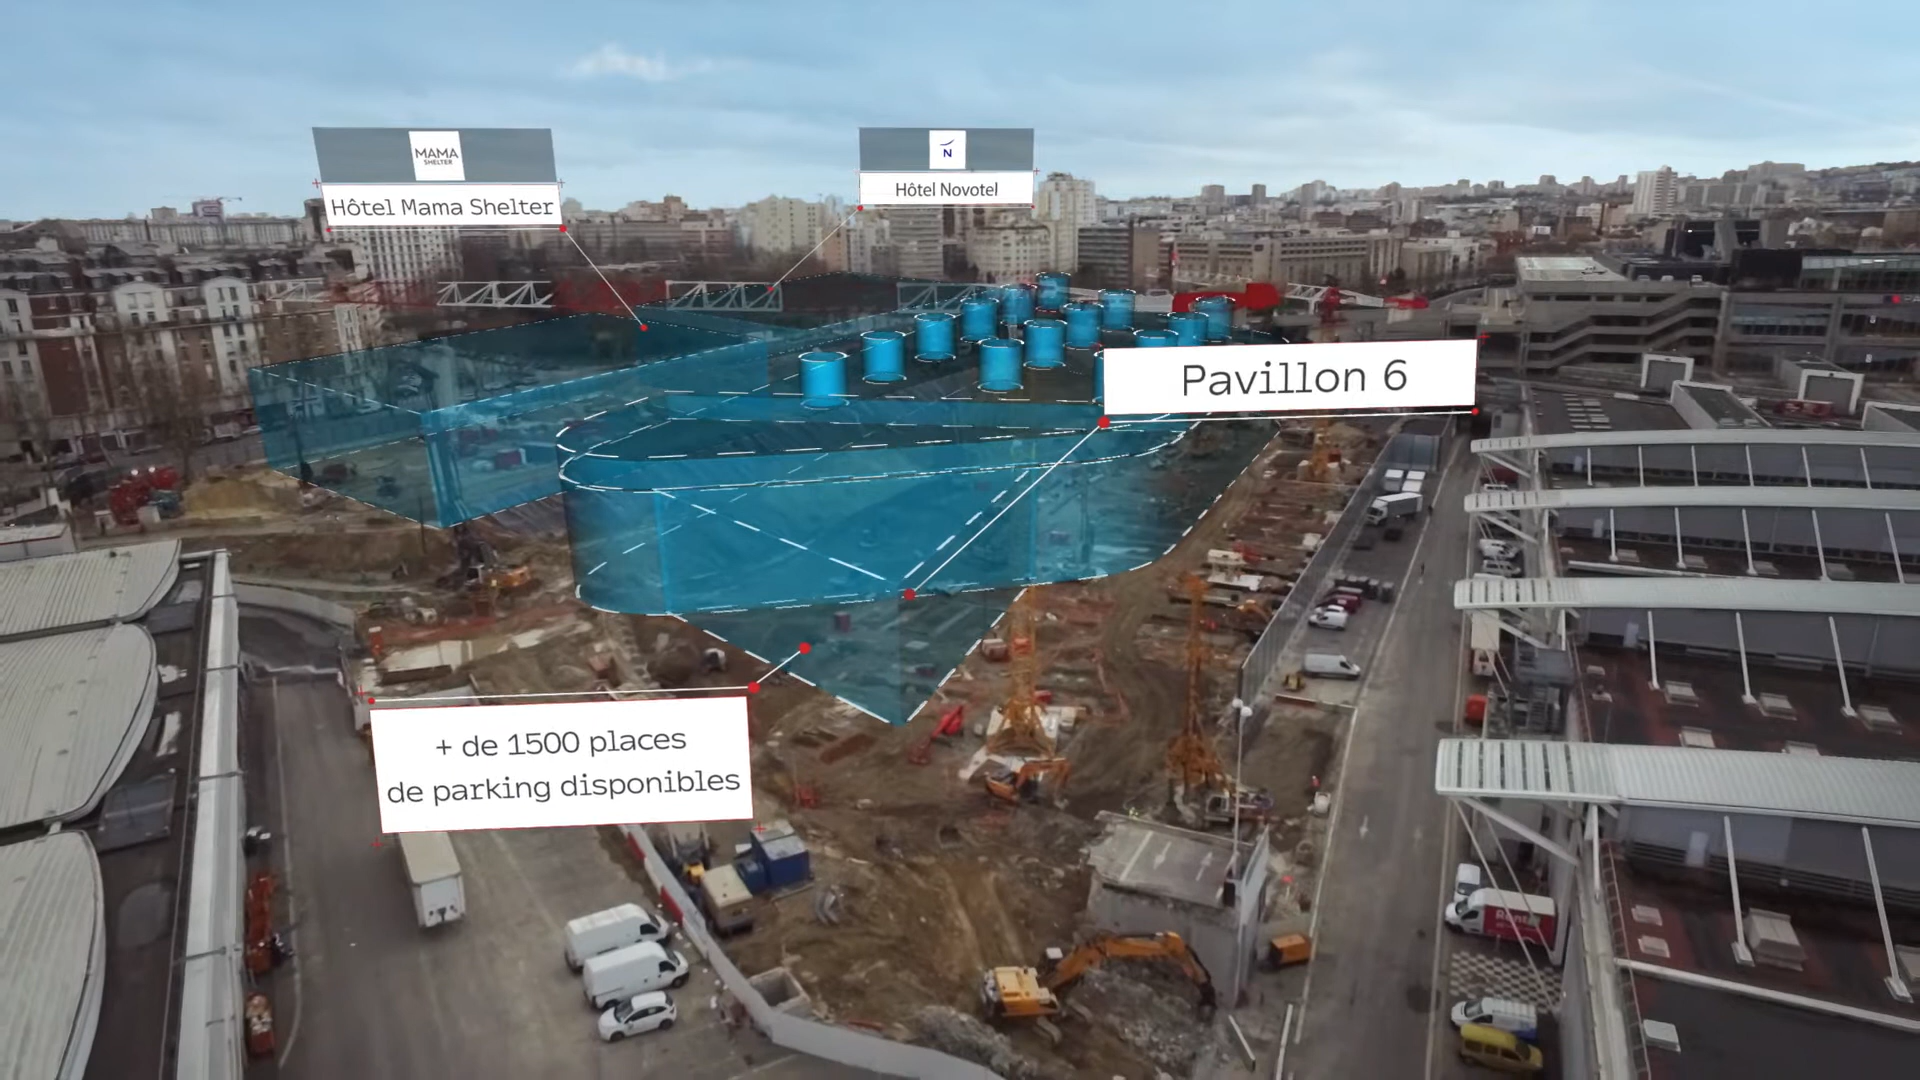 MAMA
SHELTER
Hôtel Mama Shelter
N
Hôtel Novotel
Pavillon 6
+ de 1500 places
de parking disponibles